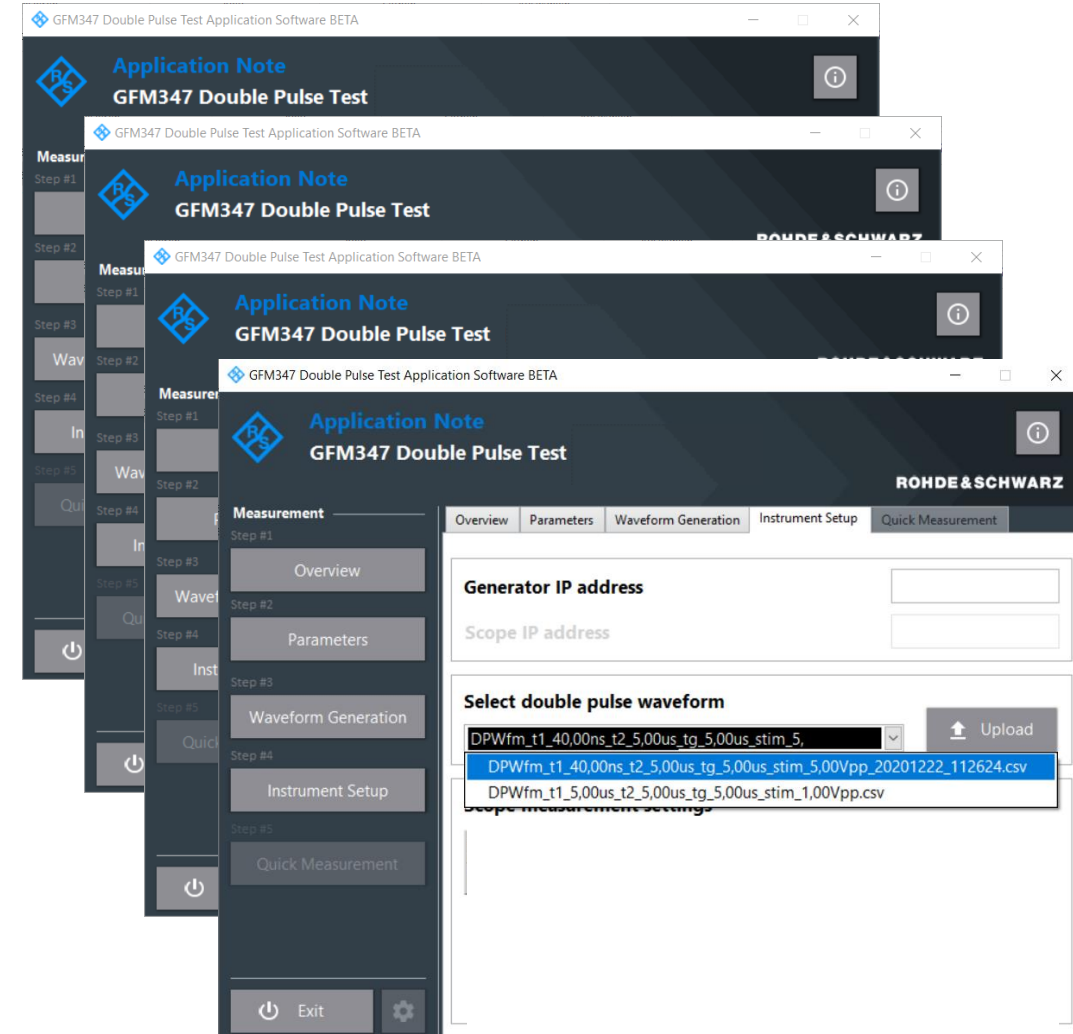 GFM347 Double Pulse Test Application Software BETA
Application Note
GFM347 Double Pulse Test
Measur
Step #1
Step #2
Step #3
Wav
Step #4
In
Step #5
Qui
GFM347 Double Pulse Test Application Software BETA
Application Note
GFM347 Double Pulse Test
ROHDE&SCHWARZ
Measu
Step #1
Step #2
Step #3
Wav
Step #4
In
Step #5
Qu
GFM347 Double Pulse Test Application Software BETA
Application Note
GFM347 Double Pulse Test
ROHDE&SCHWARZ
Measurem
Step #1
Step #2
Step #3
Wavef
Step #4
Inst
Step #5
Quick
GFM347 Double Pulse Test Application Software BETA
Application Note
GFM347 Double Pulse Test
R&S
ROHDE&SCHWARZ
Measurement
Step #1
Overview
Step #2
Parameters
Step #3
Waveform Generation
Step #4
Instrument Setup
Step #5
Quick Measurement
Exit
Overview Parameters Waveform Generation Instrument Setup Quick Measurement
Generator IP address
Scope IP address
Select double pulse waveform
DPWfm_t1_40,00ns_t2_5,00us_tg_5,00us_stim_5,
Upload
DPWfm_t1_40,00ns_t2_5,00us_tg_5,00us_stim_5,00Vpp_20201222_112624.csv
DPWfm_t1_5,00us_t2_5,00us_tg_5,00us_stim_1,00Vpp.csv
Scope measurement settings